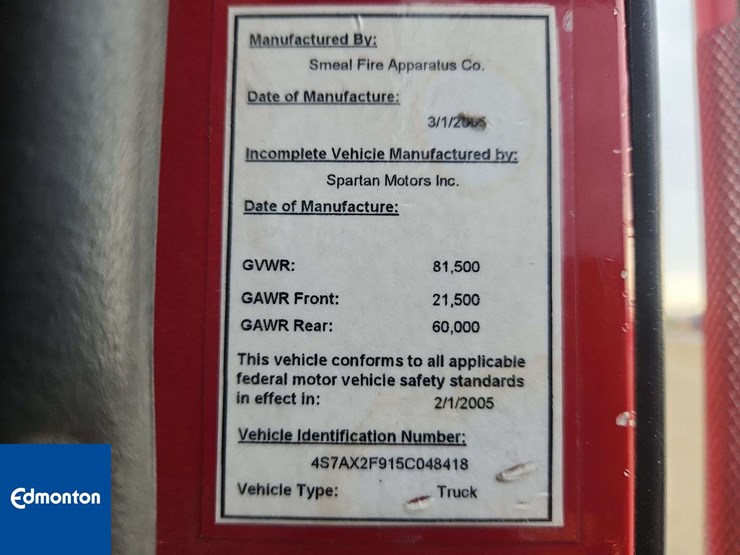 Manufactured By:
Smeal Fire Apparatus Co.
Date of Manufacture:
3/1/2005
Incomplete Vehicle Manufactured by:
Spartan Motors Inc.
Date of Manufacture:
GVWR: 81,500
GAWR Front: 21,500
GAWR Rear: 60,000
This vehicle conforms to all applicable
federal motor vehicle safety standards
in effect in: 2/1/2005
Vehicle Identification Number:
4S7AX2F915C048418
Vehicle Type: Truck
Edmonton